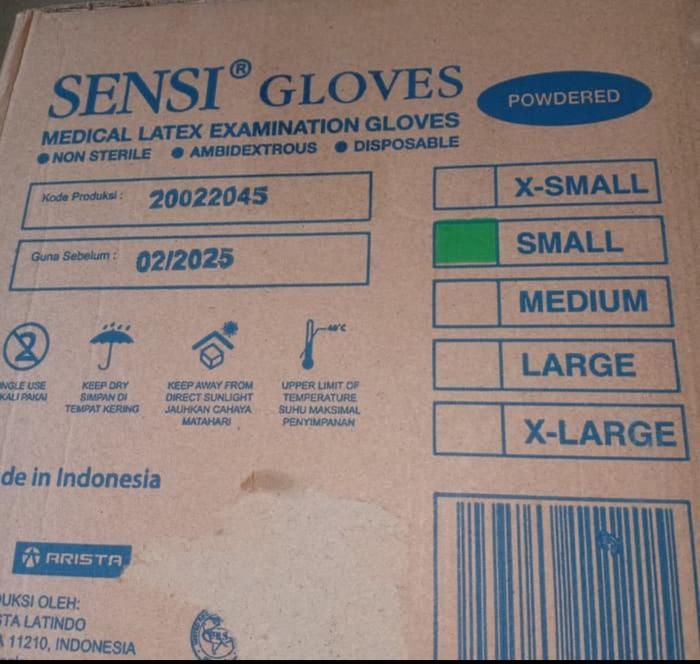 SENSI® GLOVES
POWDERED
MEDICAL LATEX EXAMINATION GLOVES
● NON STERILE ● AMBIDEXTROUS ● DISPOSABLE
Kode Produksi : 20022045
Guna Sebelum : 02/2025
X-SMALL
SMALL
MEDIUM
LARGE
X-LARGE
2
40°C
NGLE USE
KALI PAKAI
KEEP DRY
SIMPAN DI
TEMPAT KERING
KEEP AWAY FROM
DIRECT SUNLIGHT
JAUHKAN CAHAYA
MATAHARI
UPPER LIMIT OF
TEMPERATURE
SUHU MAKSIMAL
PENYIMPANAN
de in Indonesia
ARISTA
DUKSI OLEH:
STA LATINDO
A 11210, INDONESIA